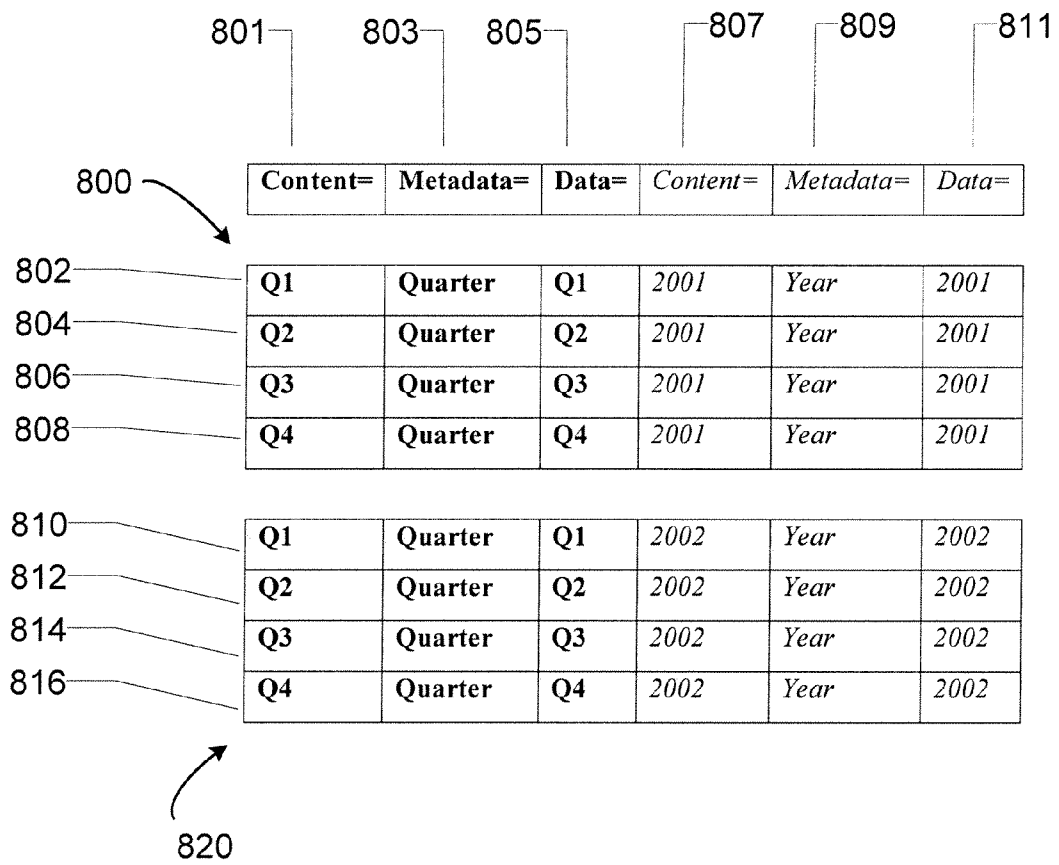 801 803 805 807 809 811
800 Content= Metadata= Data= Content= Metadata= Data=
802 Q1 Quarter Q1 2001 Year 2001
804 Q2 Quarter Q2 2001 Year 2001
806 Q3 Quarter Q3 2001 Year 2001
808 Q4 Quarter Q4 2001 Year 2001
810 Q1 Quarter Q1 2002 Year 2002
812 Q2 Quarter Q2 2002 Year 2002
814 Q3 Quarter Q3 2002 Year 2002
816 Q4 Quarter Q4 2002 Year 2002
820